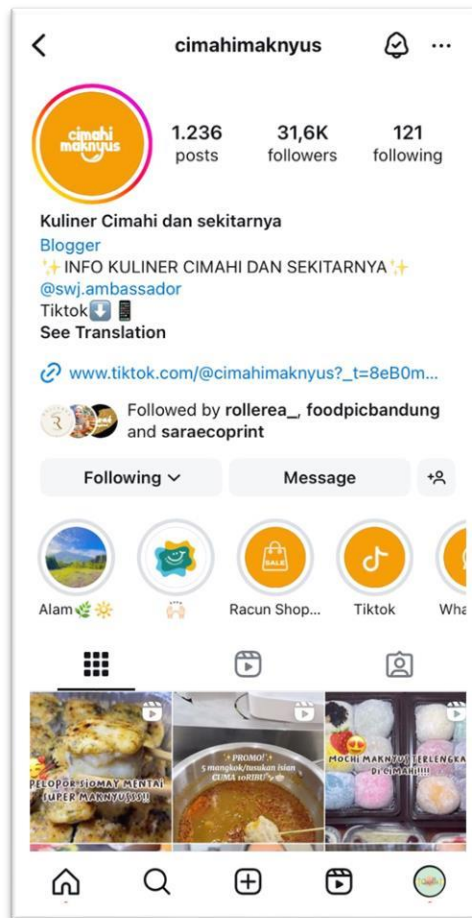 cimahimaknyus
cimahi
maknyus
1.236 31,6K 121
posts followers following
Kuliner Cimahi dan sekitarnya
Blogger
✨INFO KULINER CIMAHI DAN SEKITARNYA✨
@swj.ambassador
Tiktok⬇️📱
See Translation
www.tiktok.com/@cimahimaknyus?_t=8eB0m...
Followed by rollerea_, foodpicbandung
and saraecoprint
Following Message
SALE
Alam🌿☀️ 🙌🏻 Racun Shop... Tiktok Wha
PELOPOR SIOMAY MENTAI
SUPER MAKNYUSSS!!
✨PROMO!✨
5 mangkok/tusukan isian
CUMA 10RIBU
MOCHI MAKNYUS TERLENGKA
DI CIMAHI!!!!